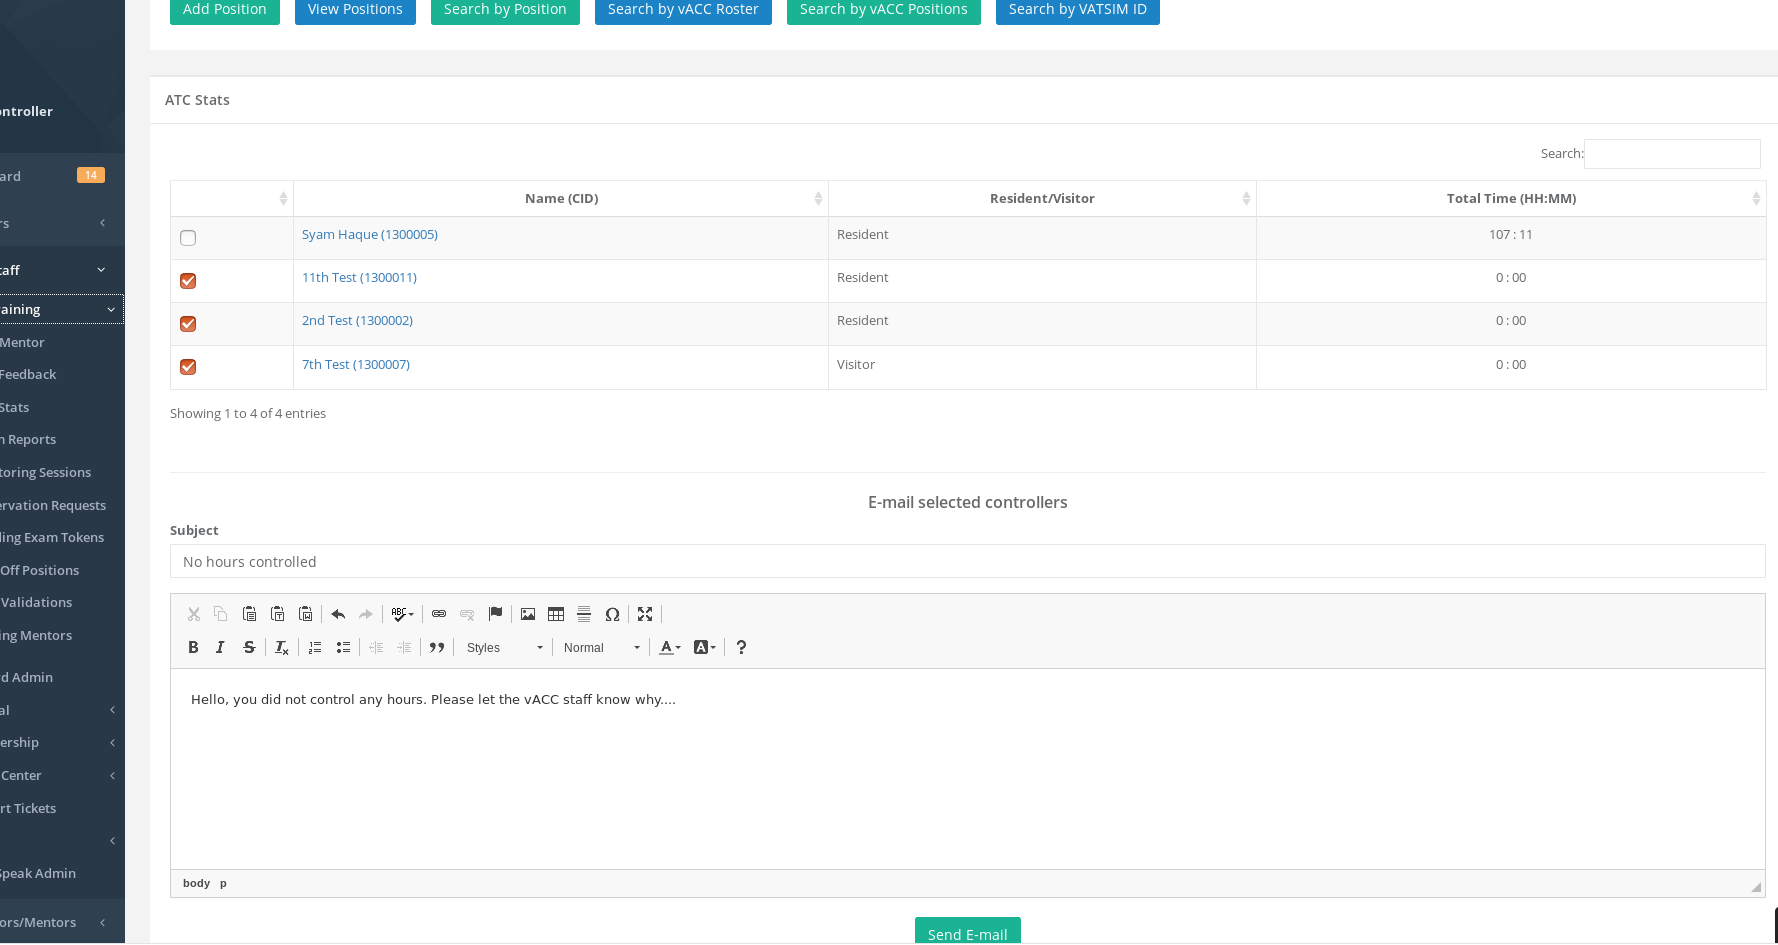 Add Position View Positions Search by Position Search by vACC Roster Search by vACC Positions Search by VATSIM ID
ATC Stats
Search:
Name (CID) Resident/Visitor Total Time (HH:MM)
Syam Haque (1300005) Resident 107 : 11
11th Test (1300011) Resident 0 : 00
2nd Test (1300002) Resident 0 : 00
7th Test (1300007) Visitor 0 : 00
Showing 1 to 4 of 4 entries
E-mail selected controllers
Subject
No hours controlled
ABC
B I S Styles Normal A A ?
Hello, you did not control any hours. Please let the vACC staff know why....
body p
Send E-mail
ontroller
ard 14
rs
taff
aining
Mentor
Feedback
Stats
n Reports
toring Sessions
ervation Requests
ding Exam Tokens
Off Positions
Validations
ing Mentors
d Admin
al
ership
Center
rt Tickets
Speak Admin
ors/Mentors